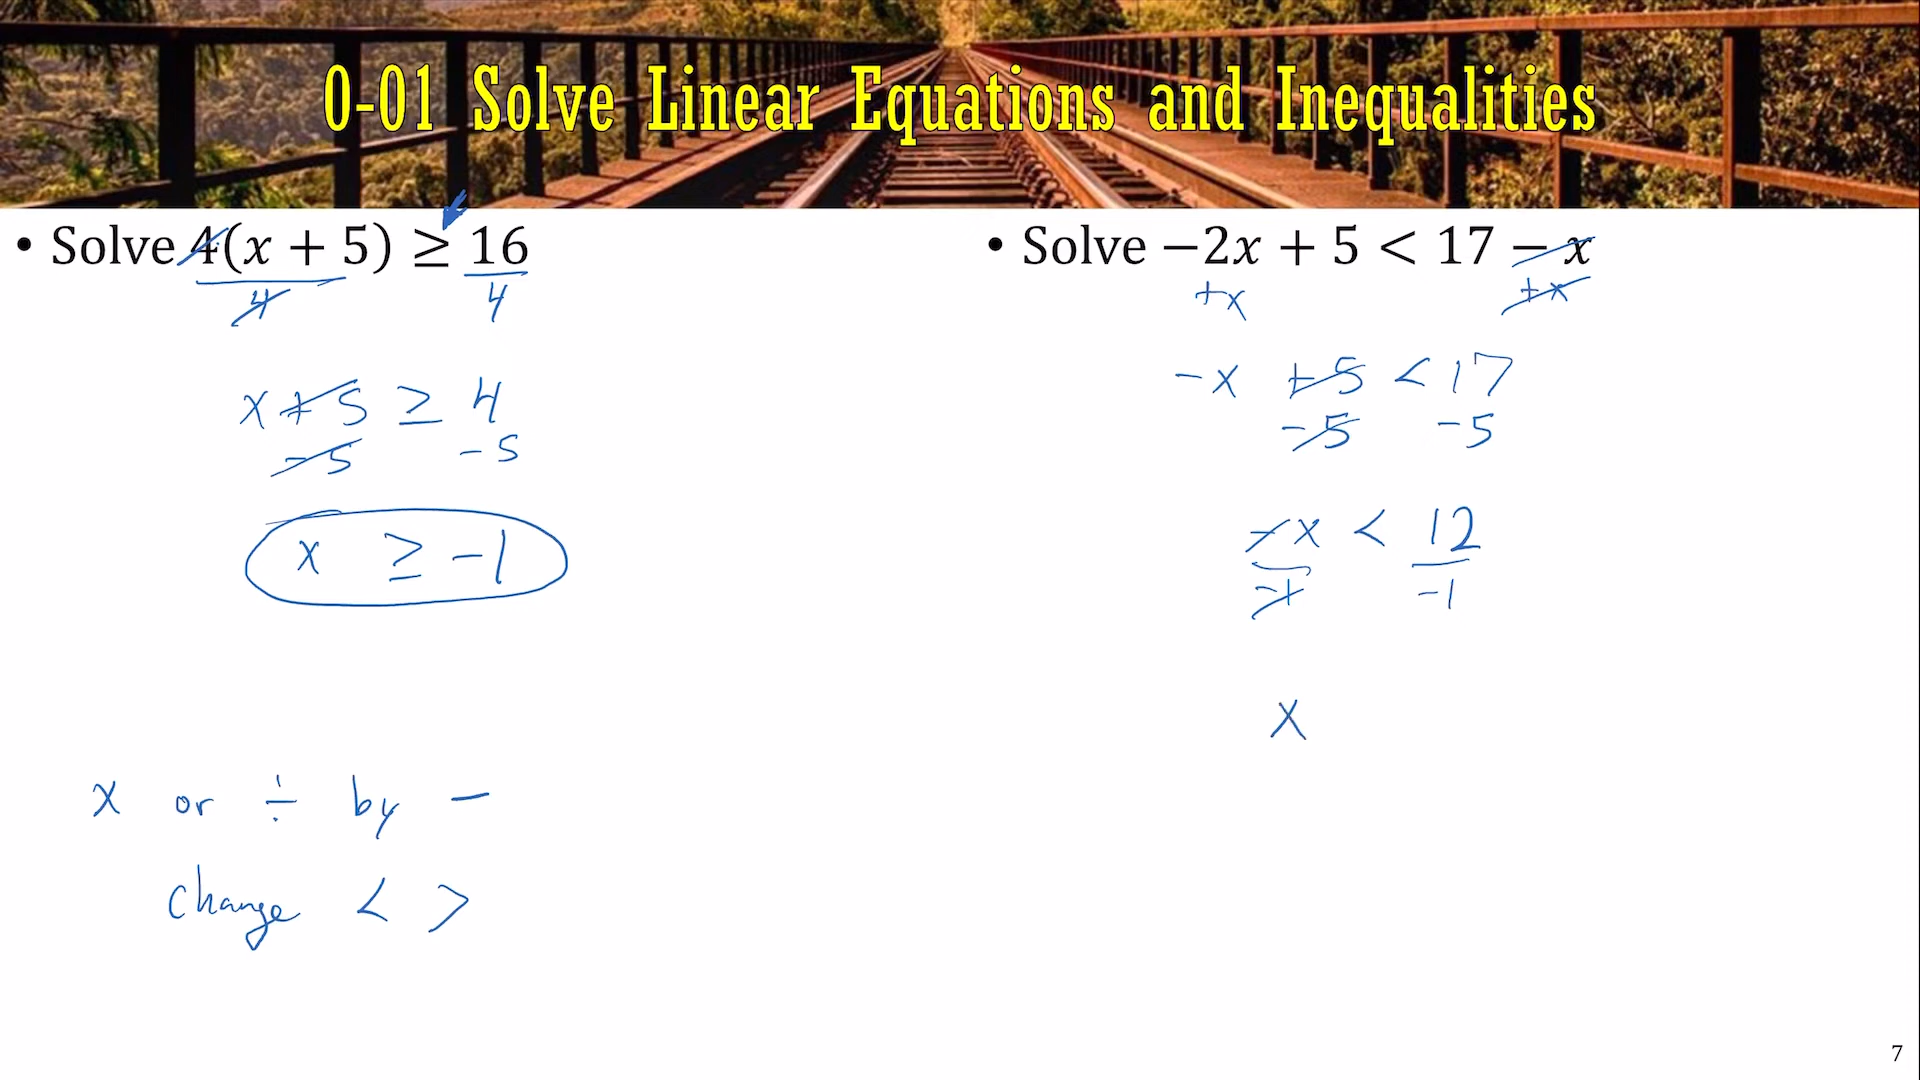 0-01 Solve Linear Equations and Inequalities
• Solve 4(x + 5) ≥ 16
4 4
x + 5 ≥ 4
-5 -5
x ≥ -1
x or ÷ by -
change < >
• Solve −2x + 5 < 17 − x
+x +x
-x +5 < 17
-5 -5
-x < 12
-1 -1
x
7